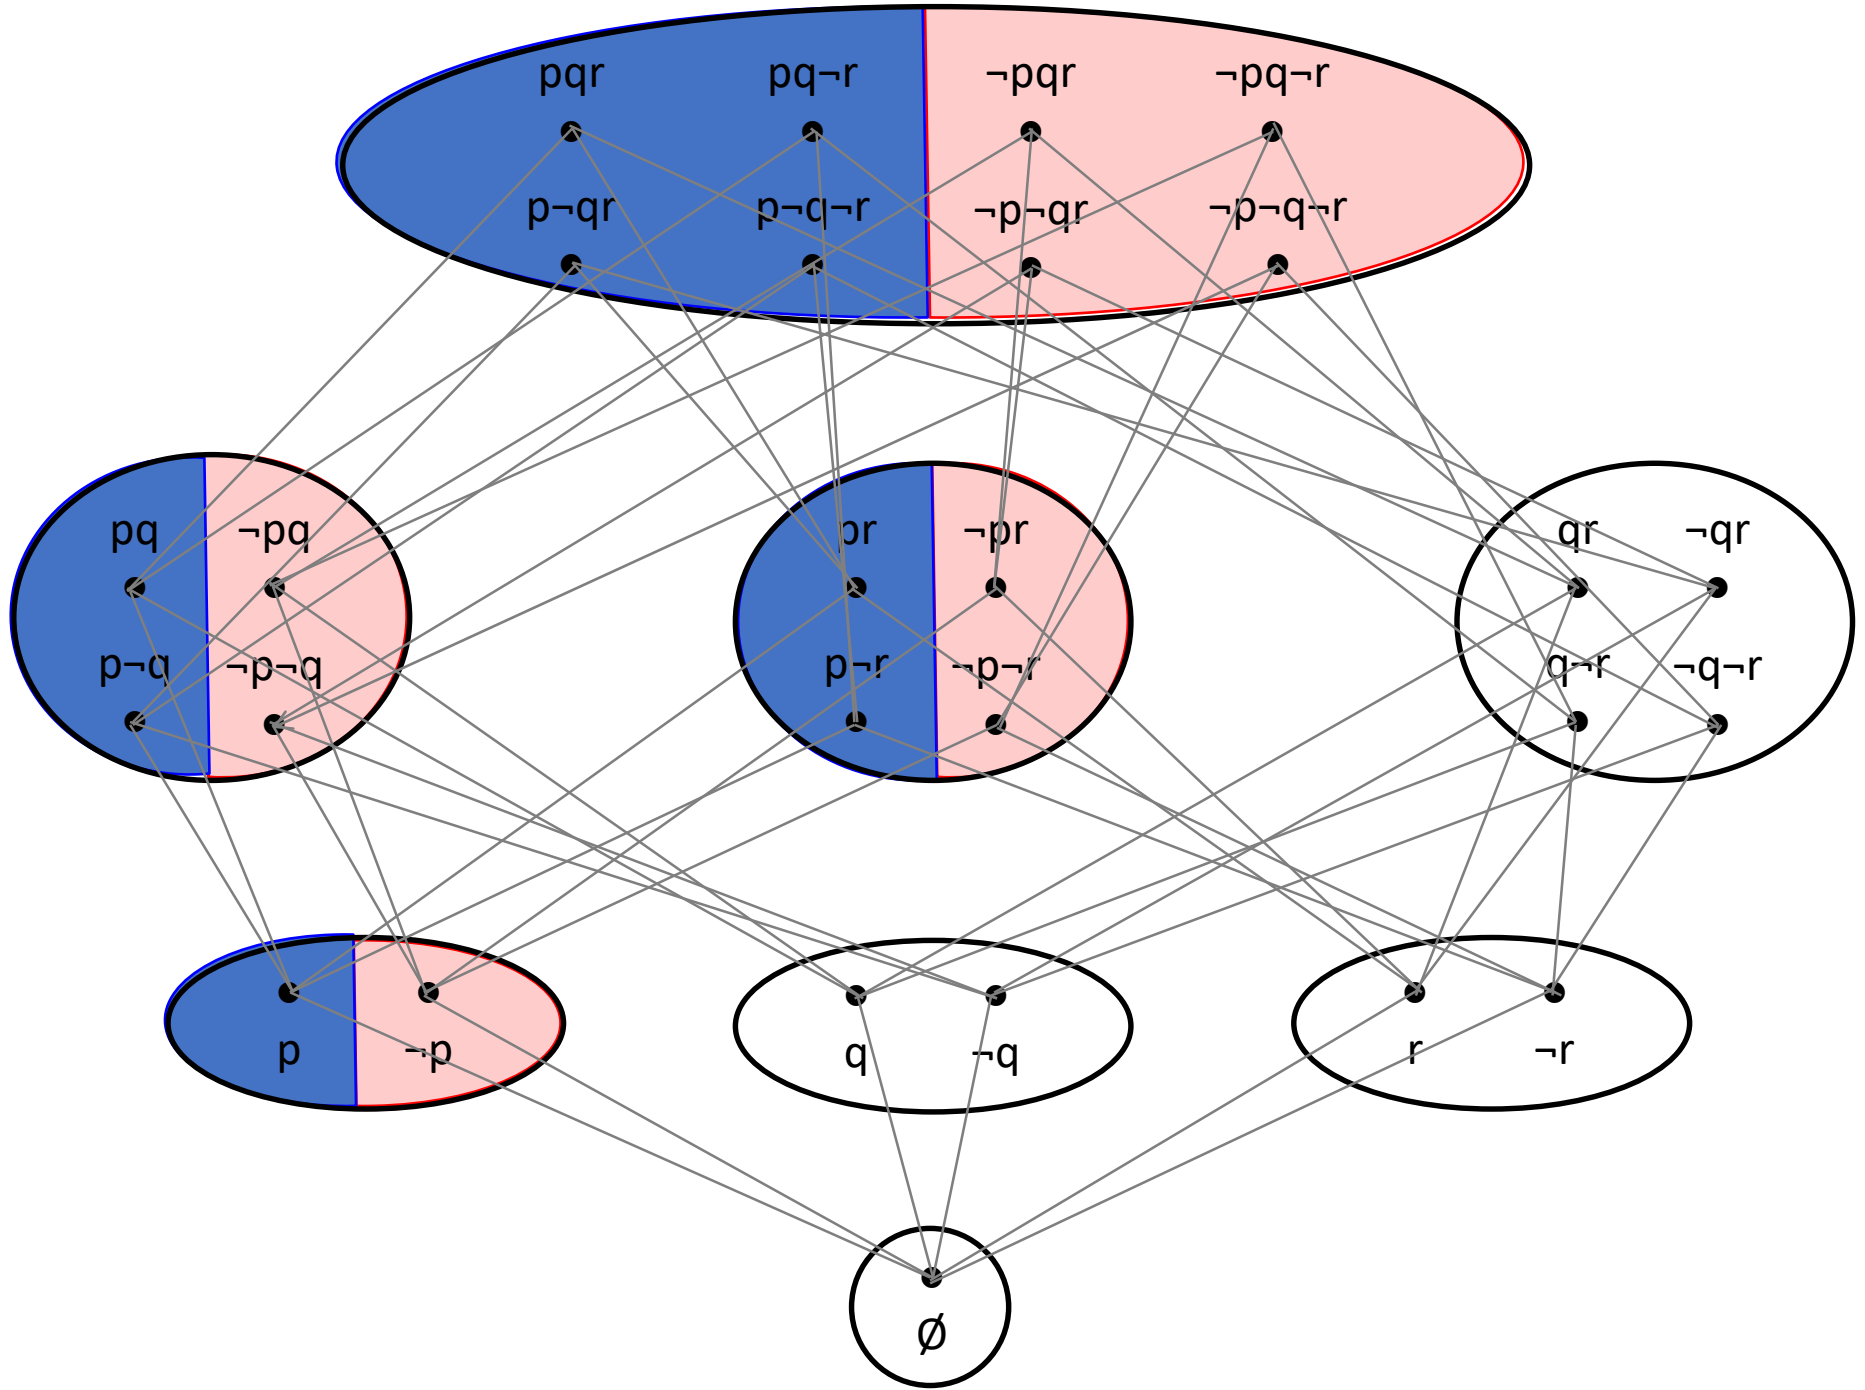 pqr pq¬r ¬pqr ¬pq¬r
p¬qr p¬q¬r ¬p¬qr ¬p¬q¬r
pq ¬pq pr ¬pr qr ¬qr
p¬q ¬p¬q p¬r ¬p¬r q¬r ¬q¬r
p ¬p q ¬q r ¬r
Ø